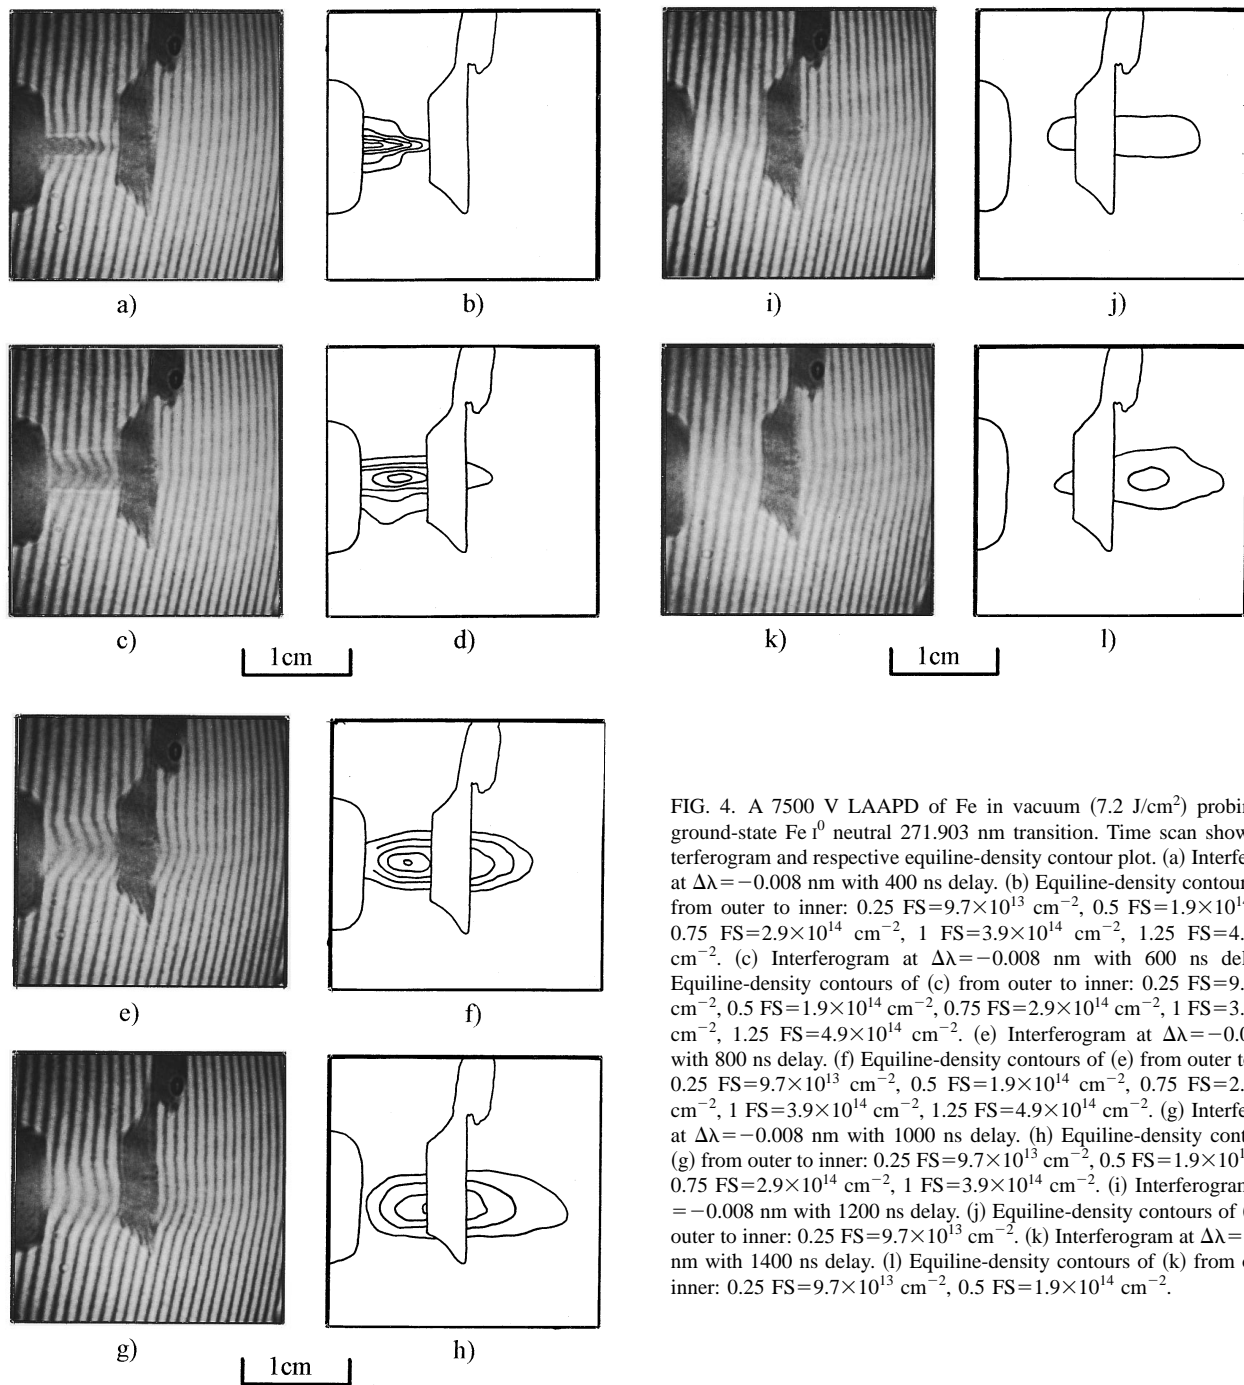 a)
b)
i)
j)
c)
d)
k)
l)
1cm
1cm
e)
f)
g)
h)
1cm
FIG. 4. A 7500 V LAAPD of Fe in vacuum (7.2 J/cm²) probin
ground-state Fe I⁰ neutral 271.903 nm transition. Time scan show
terferogram and respective equiline-density contour plot. (a) Interfe
at Δλ=−0.008 nm with 400 ns delay. (b) Equiline-density contour
from outer to inner: 0.25 FS=9.7×10¹³ cm⁻², 0.5 FS=1.9×10¹⁴
0.75 FS=2.9×10¹⁴ cm⁻², 1 FS=3.9×10¹⁴ cm⁻², 1.25 FS=4.
cm⁻². (c) Interferogram at Δλ=−0.008 nm with 600 ns del
Equiline-density contours of (c) from outer to inner: 0.25 FS=9.
cm⁻², 0.5 FS=1.9×10¹⁴ cm⁻², 0.75 FS=2.9×10¹⁴ cm⁻², 1 FS=3.
cm⁻², 1.25 FS=4.9×10¹⁴ cm⁻². (e) Interferogram at Δλ=−0.0
with 800 ns delay. (f) Equiline-density contours of (e) from outer t
0.25 FS=9.7×10¹³ cm⁻², 0.5 FS=1.9×10¹⁴ cm⁻², 0.75 FS=2.
cm⁻², 1 FS=3.9×10¹⁴ cm⁻², 1.25 FS=4.9×10¹⁴ cm⁻². (g) Interfe
at Δλ=−0.008 nm with 1000 ns delay. (h) Equiline-density cont
(g) from outer to inner: 0.25 FS=9.7×10¹³ cm⁻², 0.5 FS=1.9×10¹
0.75 FS=2.9×10¹⁴ cm⁻², 1 FS=3.9×10¹⁴ cm⁻². (i) Interferogram
=−0.008 nm with 1200 ns delay. (j) Equiline-density contours of
outer to inner: 0.25 FS=9.7×10¹³ cm⁻². (k) Interferogram at Δλ=
nm with 1400 ns delay. (l) Equiline-density contours of (k) from
inner: 0.25 FS=9.7×10¹³ cm⁻², 0.5 FS=1.9×10¹⁴ cm⁻².